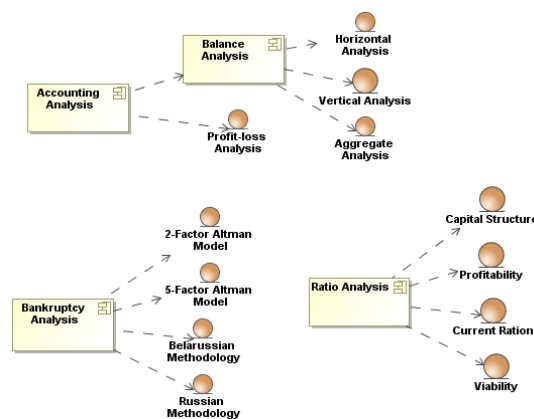 Balance
Analysis
Horizontal
Analysis
Accounting
Analysis
Vertical Analysis
Profit-loss
Analysis
Aggregate
Analysis
2-Factor Altman
Model
Capital Structure
5-Factor Altman
Model
Ratio Analysis
Profitability
Bankruptcy
Analysis
Belarussian
Methodology
Current Ration
Russian
Methodology
Viability